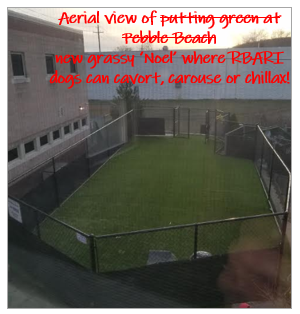 Aerial view of putting green at
Pebble Beach
new grassy 'Noel' where RBARI
dogs can cavort, carouse or chillax!